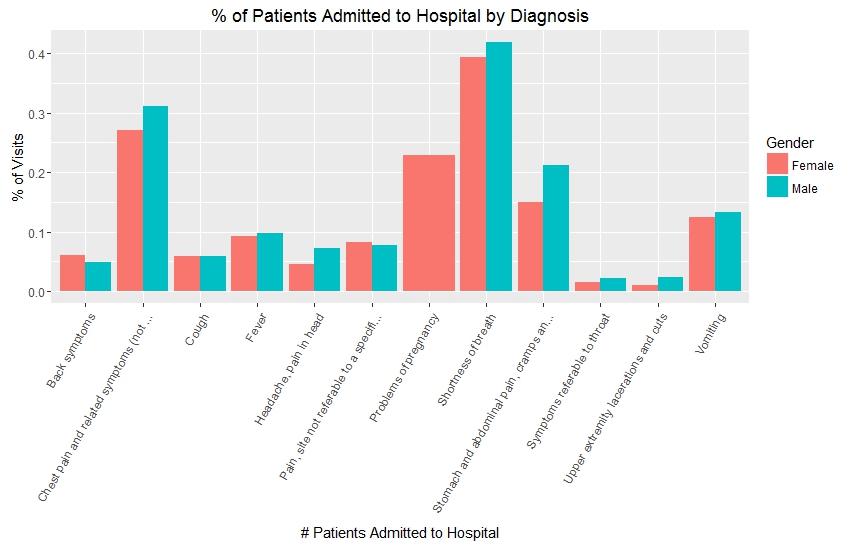 % of Patients Admitted to Hospital by Diagnosis
% of Visits
0.4
0.3
0.2
0.1
0.0
Gender
Female
Male
Back symptoms
Chest pain and related symptoms (not ...
Cough
Fever
Headache, pain in head
Pain, site not referable to a specifi...
Problems of pregnancy
Shortness of breath
Stomach and abdominal pain, cramps an...
Symptoms referable to throat
Upper extremity lacerations and cuts
Vomiting
# Patients Admitted to Hospital